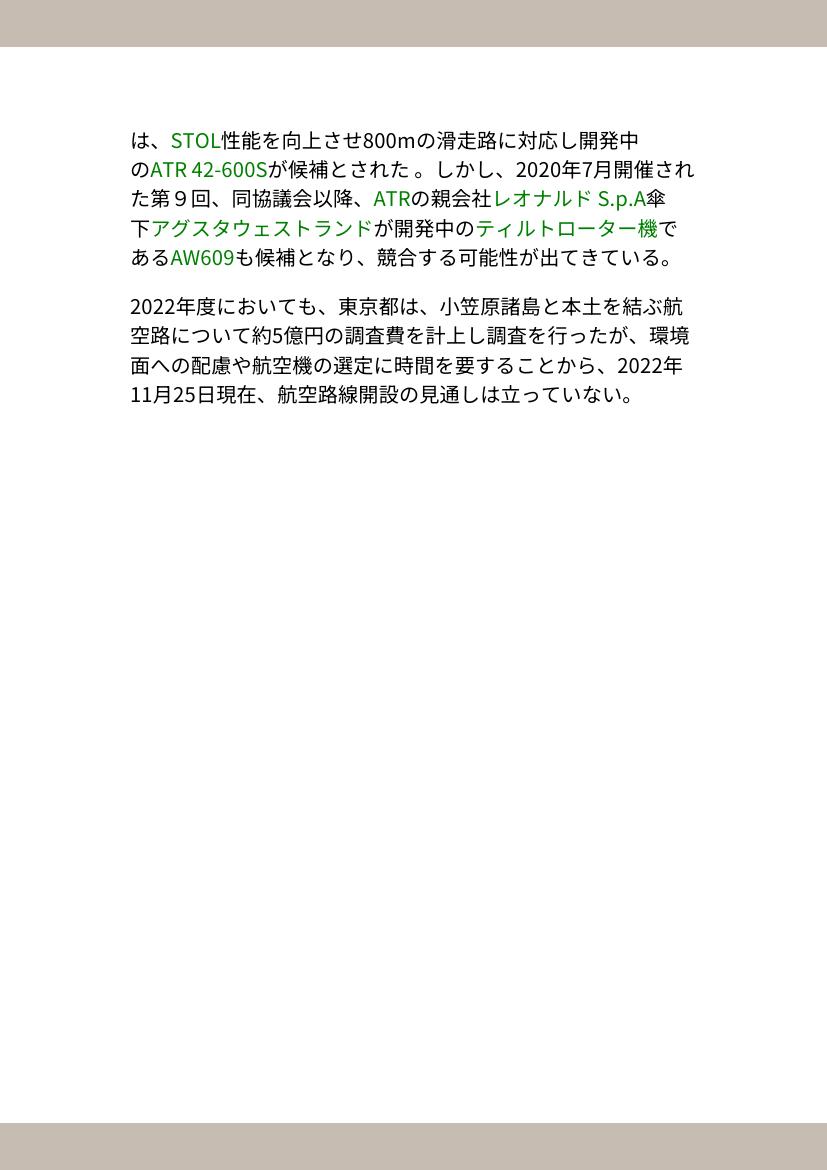 は、STOL性能を向上させ800mの滑走路に対応し開発中
のATR 42-600Sが候補とされた 。しかし、2020年7月開催され
た第９回、同協議会以降、ATRの親会社レオナルド S.p.A傘
下アグスタウェストランドが開発中のティルトローター機で
あるAW609も候補となり、競合する可能性が出てきている。
2022年度においても、東京都は、小笠原諸島と本土を結ぶ航
空路について約5億円の調査費を計上し調査を行ったが、環境
面への配慮や航空機の選定に時間を要することから、2022年
11月25日現在、航空路線開設の見通しは立っていない。